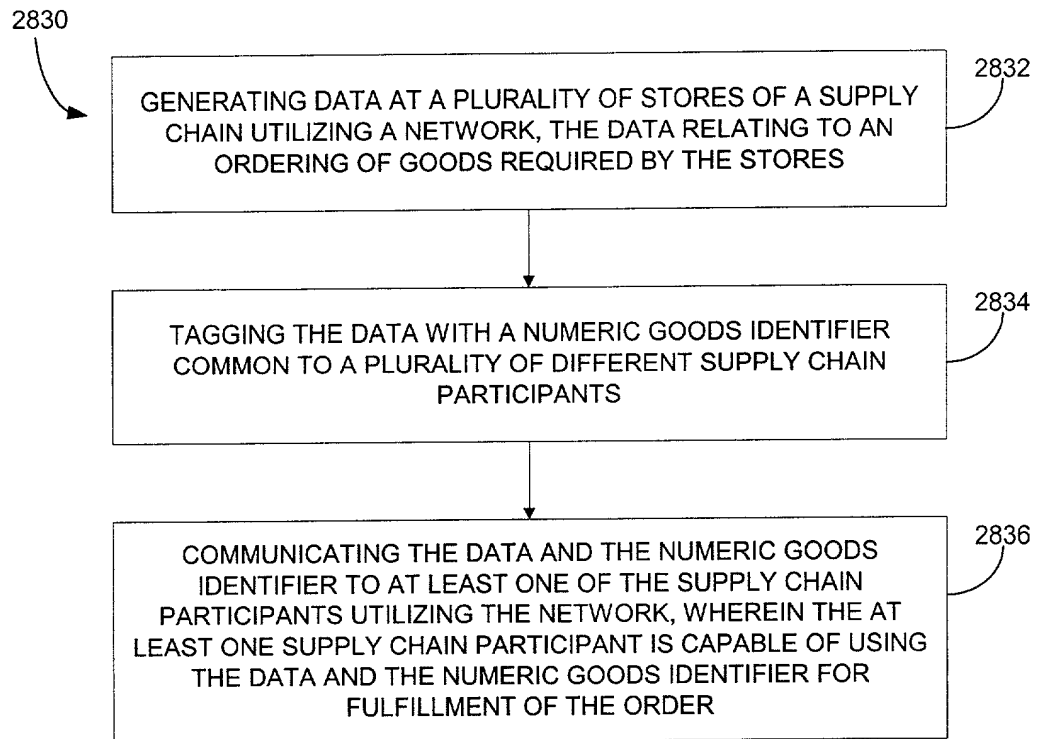 2830
2832
GENERATING DATA AT A PLURALITY OF STORES OF A SUPPLY
CHAIN UTILIZING A NETWORK, THE DATA RELATING TO AN
ORDERING OF GOODS REQUIRED BY THE STORES
2834
TAGGING THE DATA WITH A NUMERIC GOODS IDENTIFIER
COMMON TO A PLURALITY OF DIFFERENT SUPPLY CHAIN
PARTICIPANTS
2836
COMMUNICATING THE DATA AND THE NUMERIC GOODS
IDENTIFIER TO AT LEAST ONE OF THE SUPPLY CHAIN
PARTICIPANTS UTILIZING THE NETWORK, WHEREIN THE AT
LEAST ONE SUPPLY CHAIN PARTICIPANT IS CAPABLE OF USING
THE DATA AND THE NUMERIC GOODS IDENTIFIER FOR
FULFILLMENT OF THE ORDER